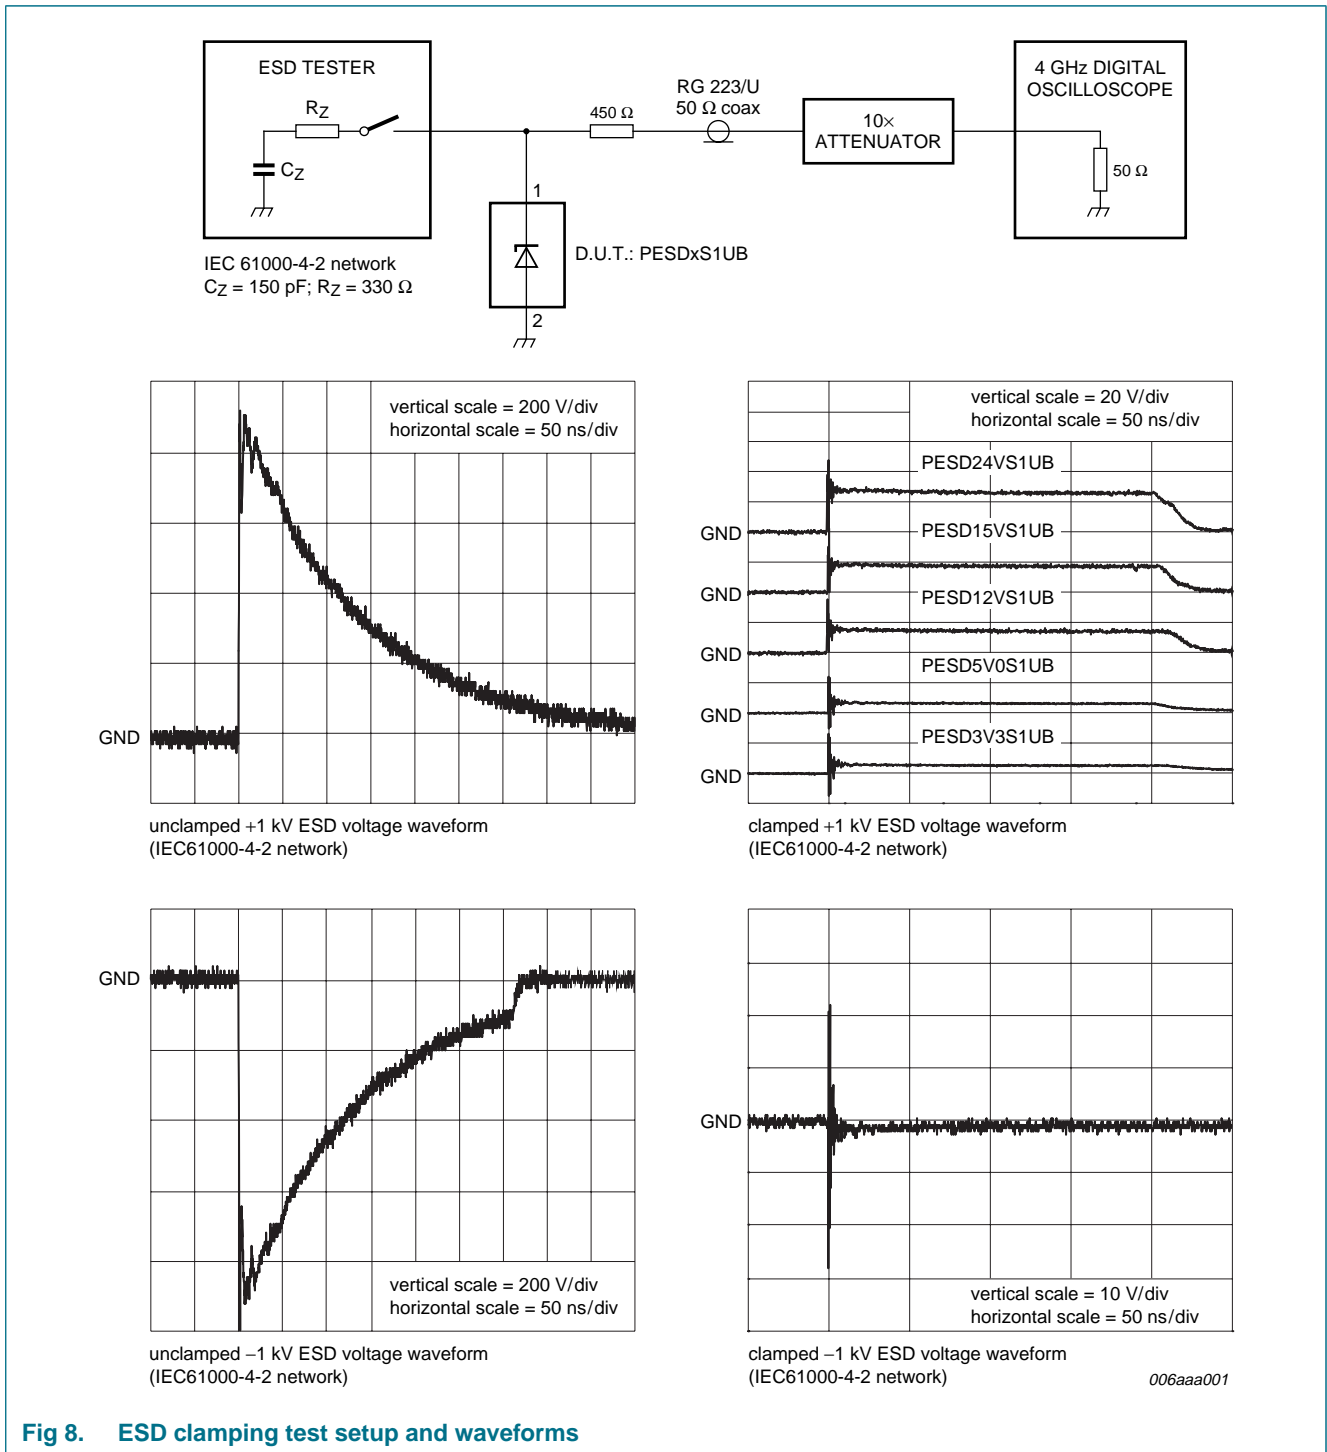 ESD TESTER
RZ
CZ
IEC 61000-4-2 network
CZ = 150 pF; RZ = 330 Ω
450 Ω
RG 223/U
50 Ω coax
10×
ATTENUATOR
4 GHz DIGITAL
OSCILLOSCOPE
50 Ω
1
D.U.T.: PESDxS1UB
2
vertical scale = 200 V/div
horizontal scale = 50 ns/div
GND
unclamped +1 kV ESD voltage waveform
(IEC61000-4-2 network)
vertical scale = 20 V/div
horizontal scale = 50 ns/div
PESD24VS1UB
GND
PESD15VS1UB
GND
PESD12VS1UB
GND
PESD5V0S1UB
GND
PESD3V3S1UB
GND
clamped +1 kV ESD voltage waveform
(IEC61000-4-2 network)
GND
vertical scale = 200 V/div
horizontal scale = 50 ns/div
unclamped −1 kV ESD voltage waveform
(IEC61000-4-2 network)
GND
vertical scale = 10 V/div
horizontal scale = 50 ns/div
clamped −1 kV ESD voltage waveform
(IEC61000-4-2 network)
006aaa001
Fig 8. ESD clamping test setup and waveforms